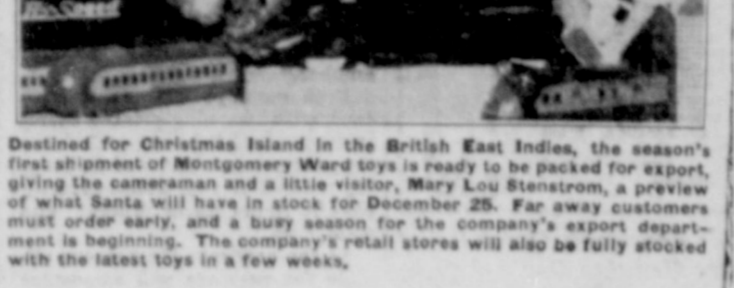 Destined for Christmas Island in the British East Indies, the season's
first shipment of Montgomery Ward toys is ready to be packed for export,
giving the cameraman and a little visitor, Mary Lou Stenstrom, a preview
of what Santa will have in stock for December 25. Far away customers
must order early, and a busy season for the company's export depart-
ment is beginning. The company's retail stores will also be fully stocked
with the latest toys in a few weeks.